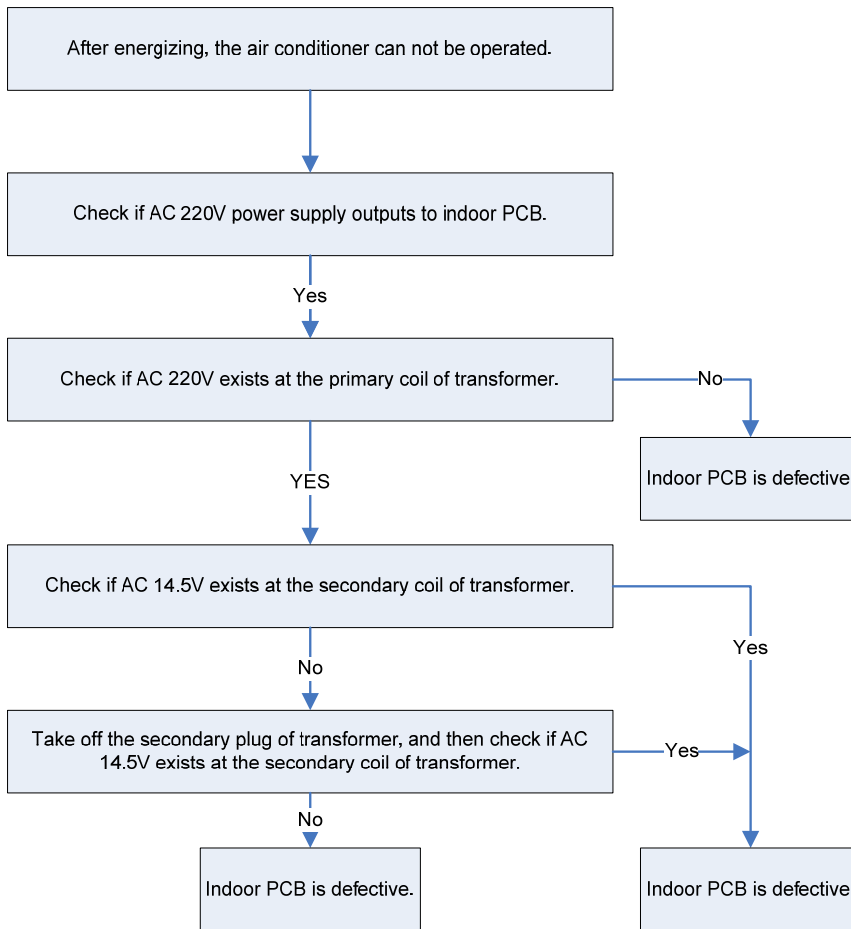 After energizing, the air conditioner can not be operated.
Check if AC 220V power supply outputs to indoor PCB.
Yes
Check if AC 220V exists at the primary coil of transformer.
No
Indoor PCB is defective
YES
Check if AC 14.5V exists at the secondary coil of transformer.
Yes
No
Take off the secondary plug of transformer, and then check if AC
14.5V exists at the secondary coil of transformer.
Yes
No
Indoor PCB is defective.
Indoor PCB is defective